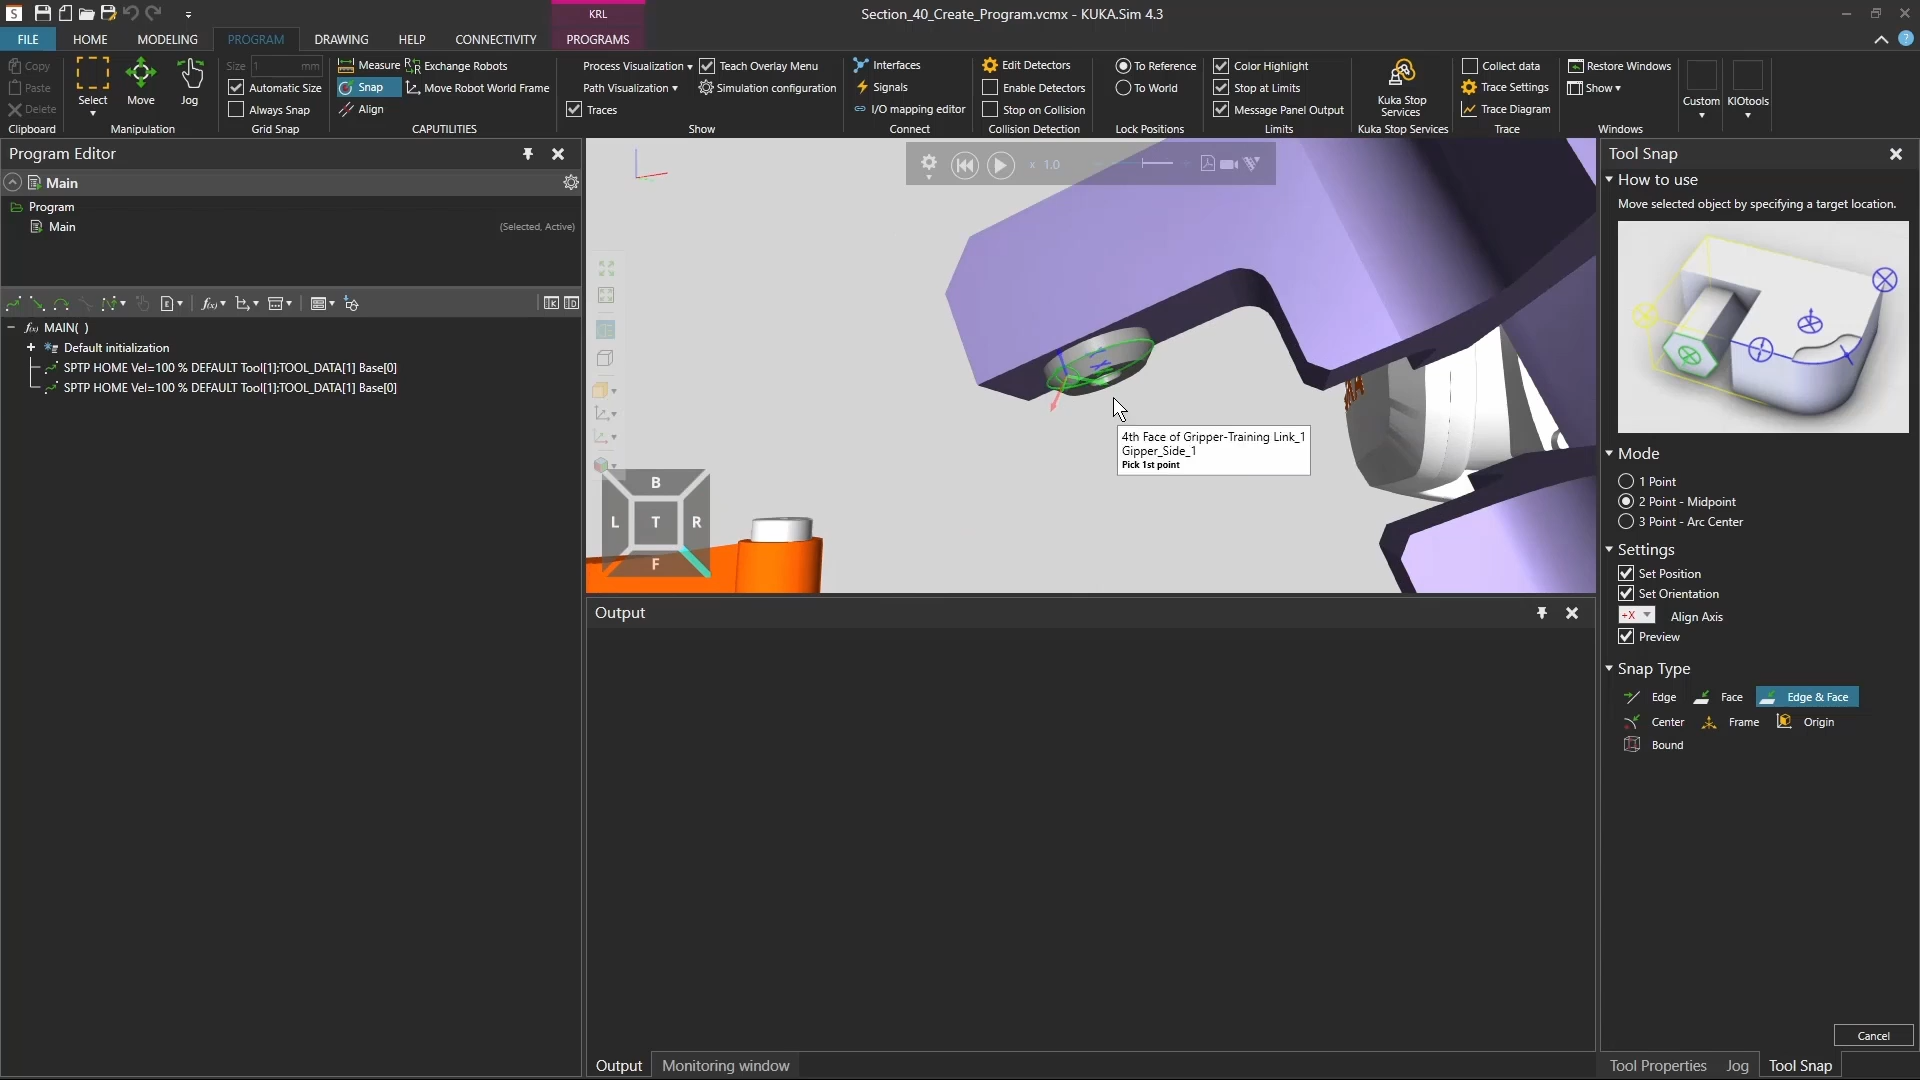 Section_40_Create_Program.vcmx - KUKA.Sim 4.3
KRL
FILE
HOME
MODELING
PROGRAM
DRAWING
HELP
CONNECTIVITY
PROGRAMS
Copy
Paste
Delete
Clipboard
Select
Move
Jog
Manipulation
Size 1 mm
Automatic Size
Always Snap
Grid Snap
Measure
Snap
Align
Exchange Robots
Move Robot World Frame
CAPUTILITIES
Process Visualization
Path Visualization
Traces
Teach Overlay Menu
Simulation configuration
Show
Interfaces
Signals
I/O mapping editor
Connect
Edit Detectors
Enable Detectors
Stop on Collision
Collision Detection
To Reference
To World
Lock Positions
Color Highlight
Stop at Limits
Message Panel Output
Limits
Kuka Stop
Services
Kuka Stop Services
Collect data
Trace Settings
Trace Diagram
Trace
Restore Windows
Show
Windows
Custom
KIOtools
Program Editor
Main
Program
Main
(Selected, Active)
MAIN( )
Default initialization
SPTP HOME Vel=100 % DEFAULT Tool[1]:TOOL_DATA[1] Base[0]
SPTP HOME Vel=100 % DEFAULT Tool[1]:TOOL_DATA[1] Base[0]
x 1.0
4th Face of Gripper-Training Link_1
Gipper_Side_1
Pick 1st point
B
L
T
R
F
Output
Output
Monitoring window
Tool Snap
How to use
Move selected object by specifying a target location.
Mode
1 Point
2 Point - Midpoint
3 Point - Arc Center
Settings
Set Position
Set Orientation
+X
Align Axis
Preview
Snap Type
Edge
Face
Edge & Face
Center
Frame
Origin
Bound
Cancel
Tool Properties
Jog
Tool Snap